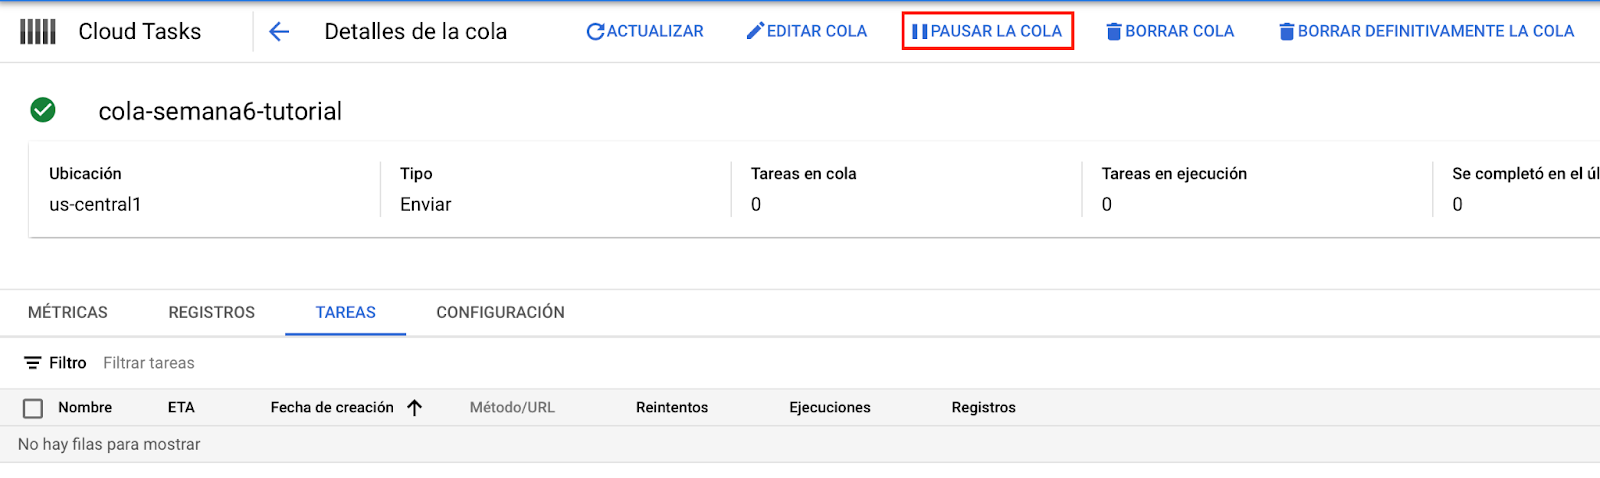 Cloud Tasks
Detalles de la cola
ACTUALIZAR
EDITAR COLA
PAUSAR LA COLA
BORRAR COLA
BORRAR DEFINITIVAMENTE LA COLA
cola-semana6-tutorial
Ubicación
us-central1
Tipo
Enviar
Tareas en cola
0
Tareas en ejecución
0
Se completó en el úl
0
MÉTRICAS
REGISTROS
TAREAS
CONFIGURACIÓN
Filtro
Filtrar tareas
Nombre
ETA
Fecha de creación
Método/URL
Reintentos
Ejecuciones
Registros
No hay filas para mostrar